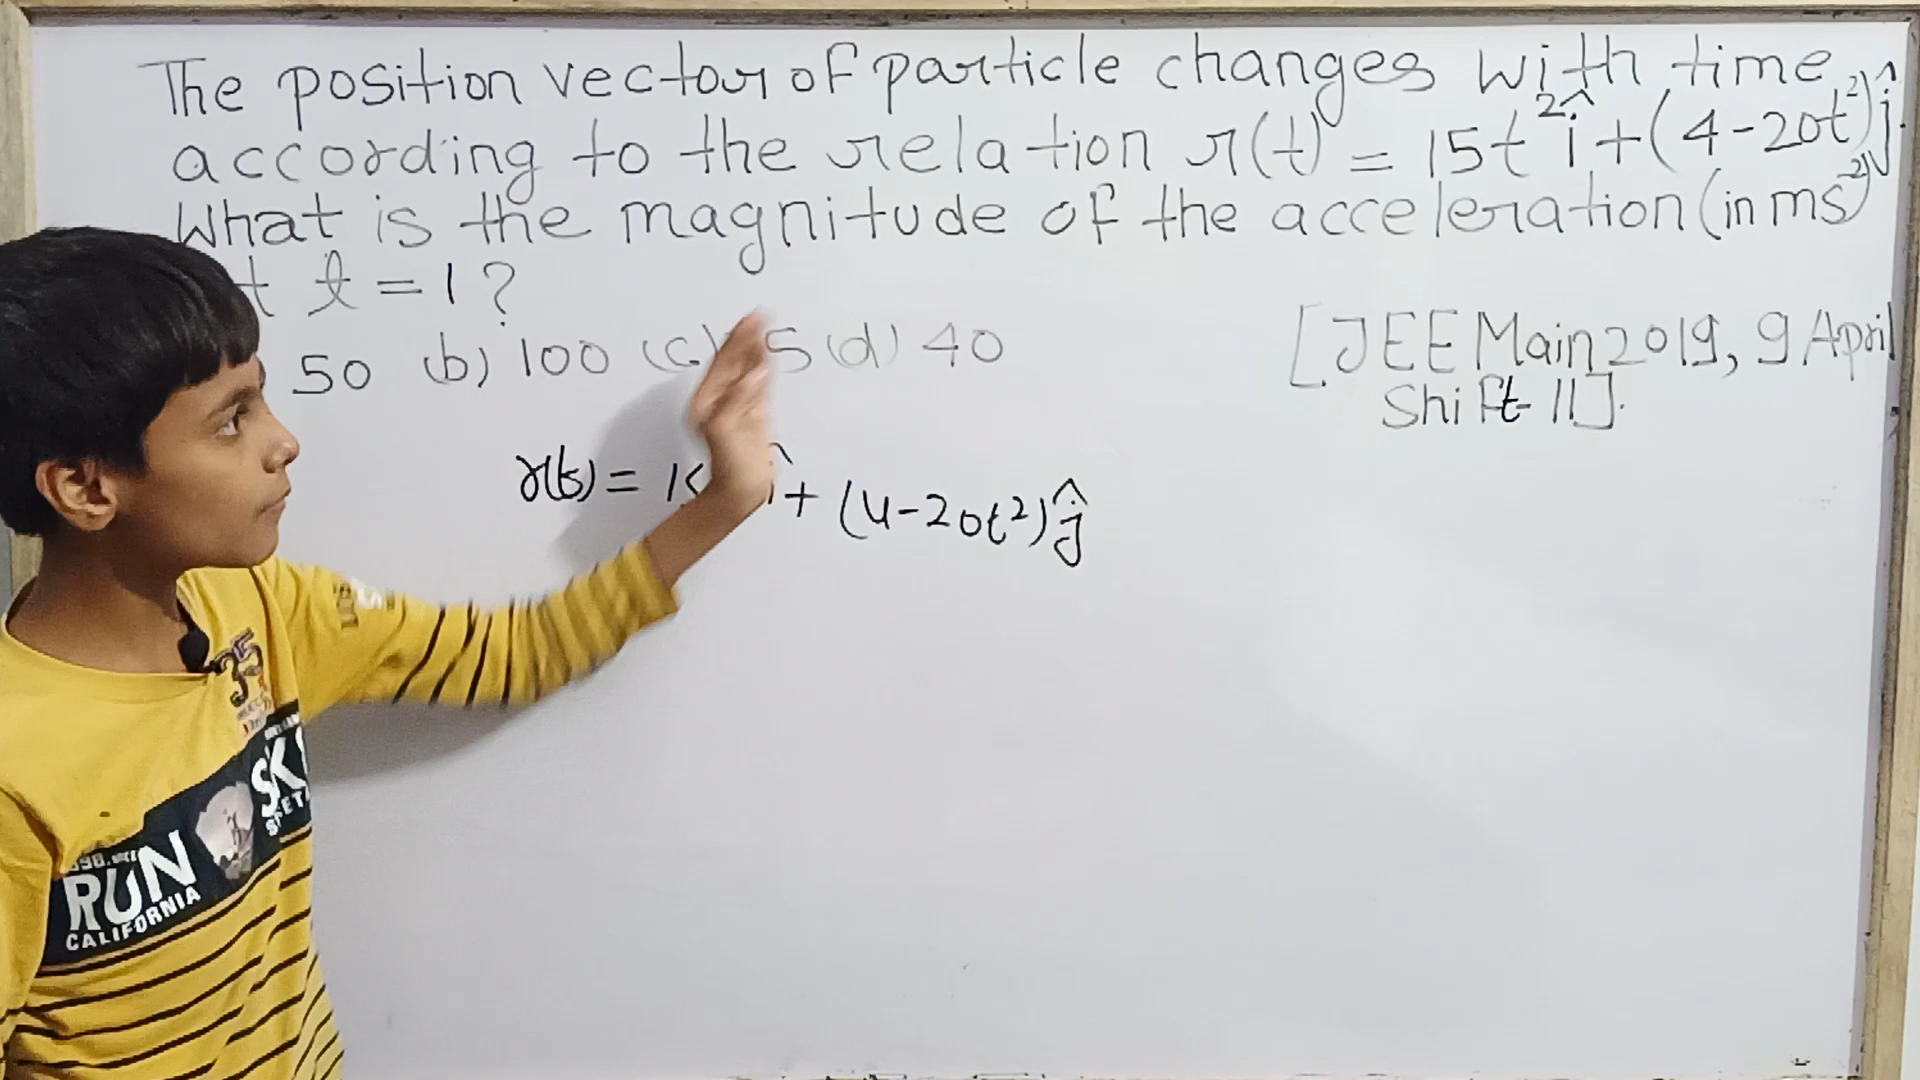 The position vector of particle changes with time
according to the relation r(t) = 15t²î + (4-20t²)ĵ.
What is the magnitude of the acceleration (in ms⁻²)
t = 1 ?
50 (b) 100 (c) 5 (d) 40
[JEE Main 2019, 9 April
Shift-II].
r(t) = î + (4-20t²)ĵ
35
RUN
CALIFORNIA